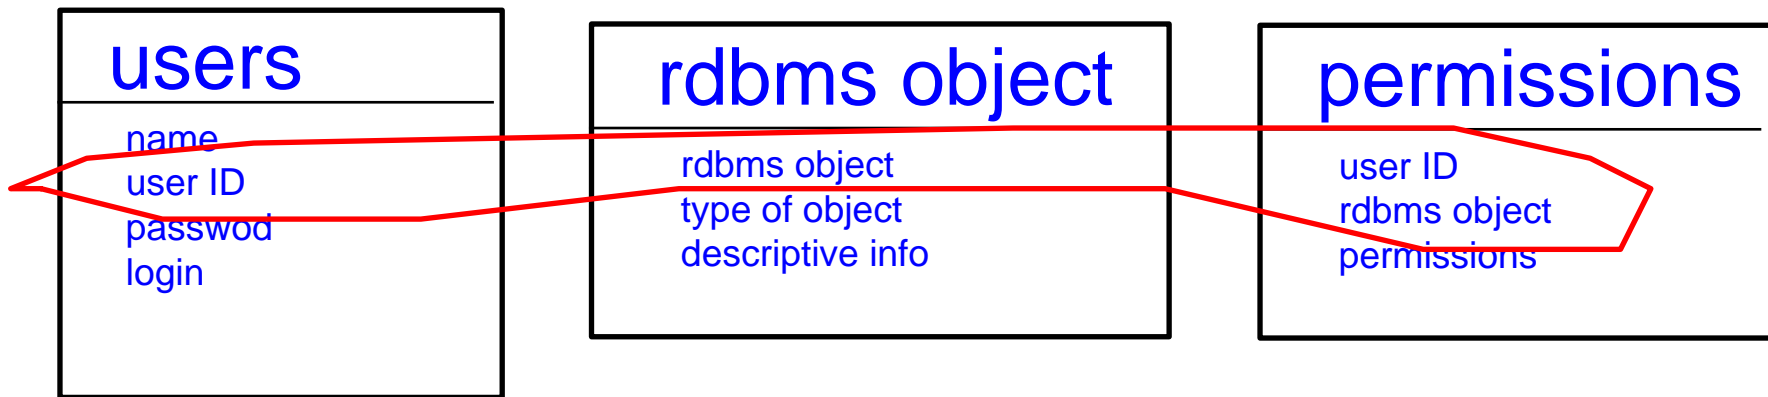 users
name
user ID
passwod
login
rdbms object
rdbms object
type of object
descriptive info
permissions
user ID
rdbms object
permissions